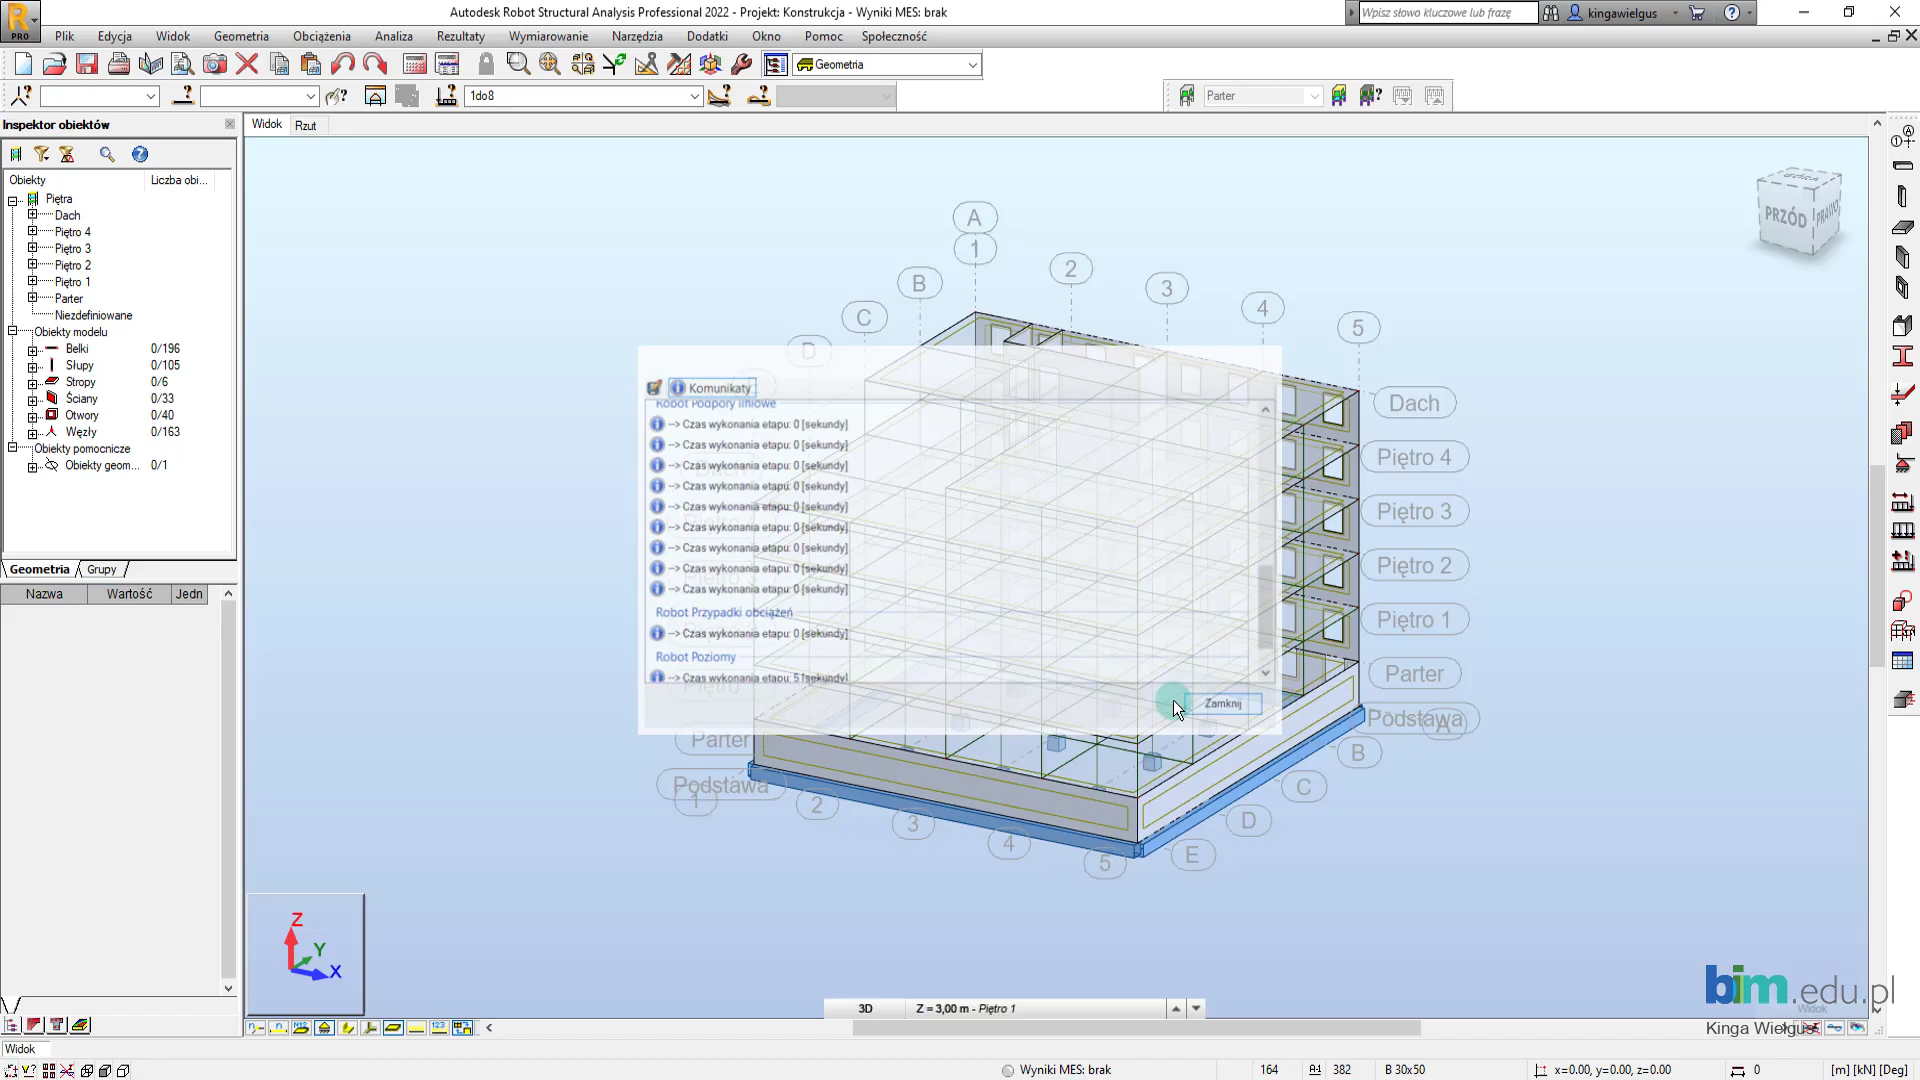 Autodesk Robot Structural Analysis Professional 2022 - Projekt: Konstrukcja - Wyniki MES: brak
Wpisz słowo kluczowe lub frazę
kingawielgus
PRO
Plik Edycja Widok Geometria Obciążenia Analiza Rezultaty Wymiarowanie Narzędzia Dodatki Okno Pomoc Społeczność
Geometria
1do8
Parter
Inspektor obiektów
Widok Rzut
Obiekty Liczba obi...
Piętra
Dach
Piętro 4
Piętro 3
Piętro 2
Piętro 1
Parter
Niezdefiniowane
Obiekty modelu
Belki 0/196
Słupy 0/105
Stropy 0/6
Ściany 0/33
Otwory 0/40
Węzły 0/163
Obiekty pomocnicze
Obiekty geom... 0/1
Geometria Grupy
Nazwa Wartość Jedn
PRZÓD
A
1
B
2
C
3
D
4
5
Dach
Piętro 4
Piętro 3
Piętro 2
Piętro 1
Parter
Podstawa
A
B
C
D
E
Parter
Podstawa
1
2
3
4
5
Komunikaty
Robot Podpory liniowe
--> Czas wykonania etapu: 0 [sekundy]
--> Czas wykonania etapu: 0 [sekundy]
--> Czas wykonania etapu: 0 [sekundy]
--> Czas wykonania etapu: 0 [sekundy]
--> Czas wykonania etapu: 0 [sekundy]
--> Czas wykonania etapu: 0 [sekundy]
--> Czas wykonania etapu: 0 [sekundy]
--> Czas wykonania etapu: 0 [sekundy]
--> Czas wykonania etapu: 0 [sekundy]
Robot Przypadki obciążeń
--> Czas wykonania etapu: 0 [sekundy]
Robot Poziomy
--> Czas wykonania etapu: 5 [sekundy]
Zamknij
Z
Y
X
3D Z = 3,00 m - Piętro 1
bim.edu.pl
Kinga Wielgus
Widok
Wyniki MES: brak 164 382 B 30x50 x=0.00, y=0.00, z=0.00 0 [m] [kN] [Deg]